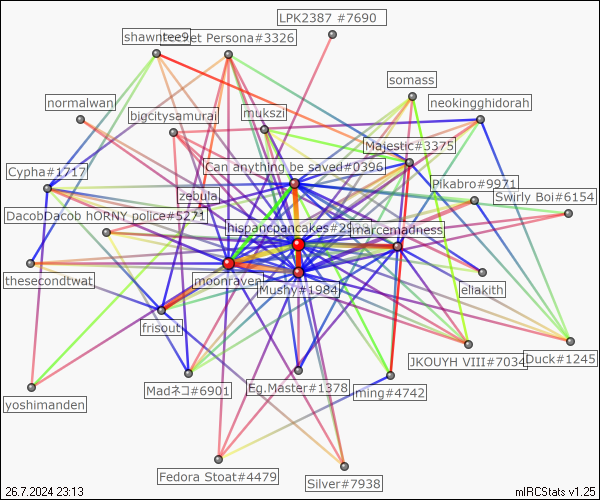 LPK2387 #7690
shawntee9
Persona#3326
somass
normalwan
neokingghidorah
bigcitysamurai
mukszi
Majestic#3375
Cypha#1717
Can anything be saved#0396
Pikabro#9971
zebula
Swirly Boi#6154
DacobDacob hORNY police#5271
hispancpancakes#29
marcemadness
thesecondtwat
moonraven
Mushy#1984
ellakith
frisout
JKOUYH VIII#7034
Duck#1245
Madネコ#6901
Eg.Master#1378
ming#4742
yoshimanden
Fedora Stoat#4479
Silver#7938
26.7.2024 23:13
mIRCStats v1.25